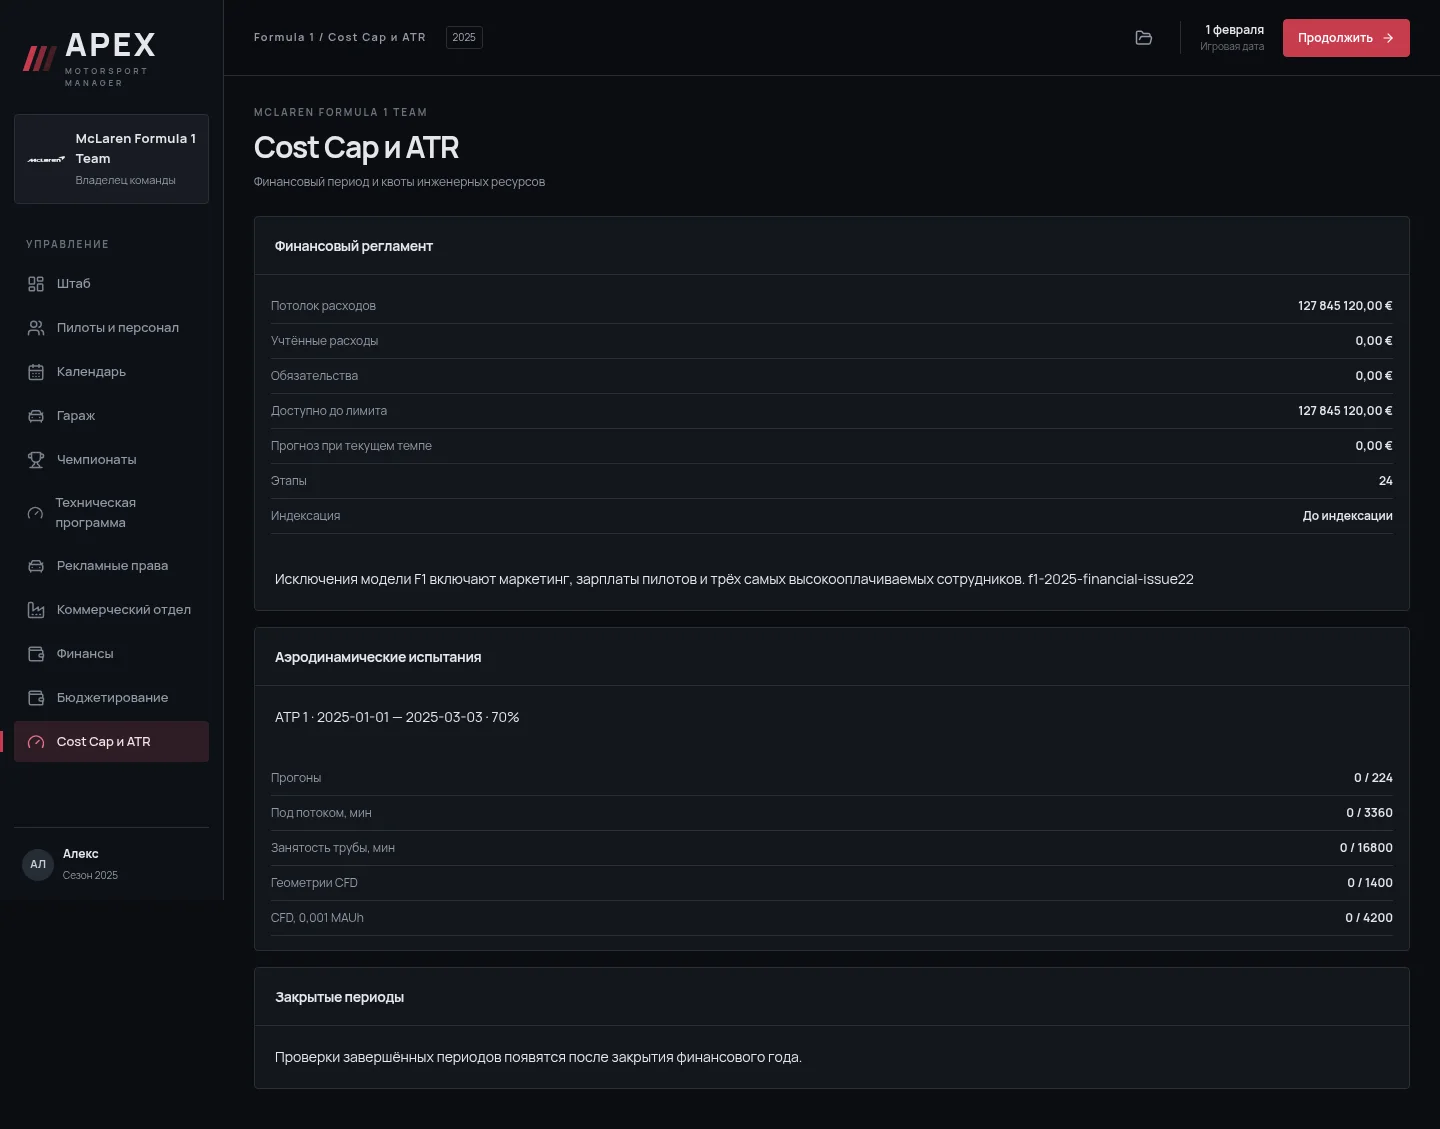 APEX
MOTORSPORT
MANAGER
McLaren
McLaren Formula 1
Team
Владелец команды
УПРАВЛЕНИЕ
Штаб
Пилоты и персонал
Календарь
Гараж
Чемпионаты
Техническая
программа
Рекламные права
Коммерческий отдел
Финансы
Бюджетирование
Cost Cap и ATR
АЛ
Алекс
Сезон 2025
Formula 1 / Cost Cap и ATR 2025
1 февраля
Игровая дата
Продолжить
MCLAREN FORMULA 1 TEAM
Cost Cap и ATR
Финансовый период и квоты инженерных ресурсов
Финансовый регламент
Потолок расходов 127 845 120,00 €
Учтённые расходы 0,00 €
Обязательства 0,00 €
Доступно до лимита 127 845 120,00 €
Прогноз при текущем темпе 0,00 €
Этапы 24
Индексация До индексации
Исключения модели F1 включают маркетинг, зарплаты пилотов и трёх самых высокооплачиваемых сотрудников. f1-2025-financial-issue22
Аэродинамические испытания
ATP 1 · 2025-01-01 — 2025-03-03 · 70%
Прогоны 0 / 224
Под потоком, мин 0 / 3360
Занятость трубы, мин 0 / 16800
Геометрии CFD 0 / 1400
CFD, 0,001 MAUh 0 / 4200
Закрытые периоды
Проверки завершённых периодов появятся после закрытия финансового года.